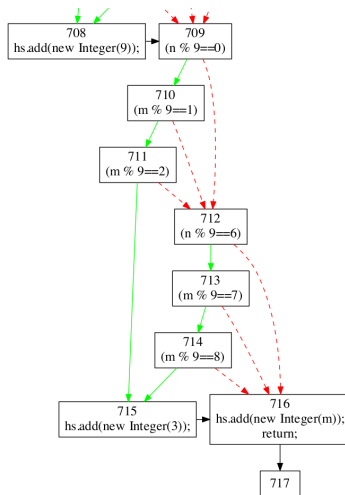 708
hs.add(new Integer(9));
709
(n % 9==0)
710
(m % 9==1)
711
(m % 9==2)
712
(n % 9==6)
713
(m % 9==7)
714
(m % 9==8)
715
hs.add(new Integer(3));
716
hs.add(new Integer(m));
return;
717